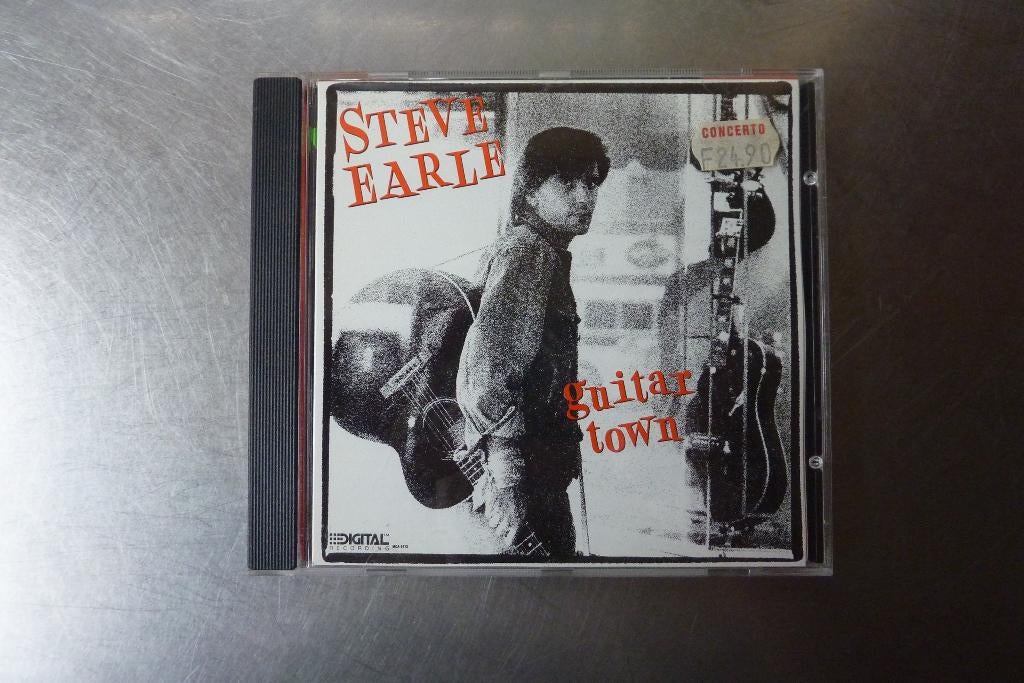 STEVE
EARLE
CONCERTO
F24.90
guitar
town
DIGITAL
RECORDING